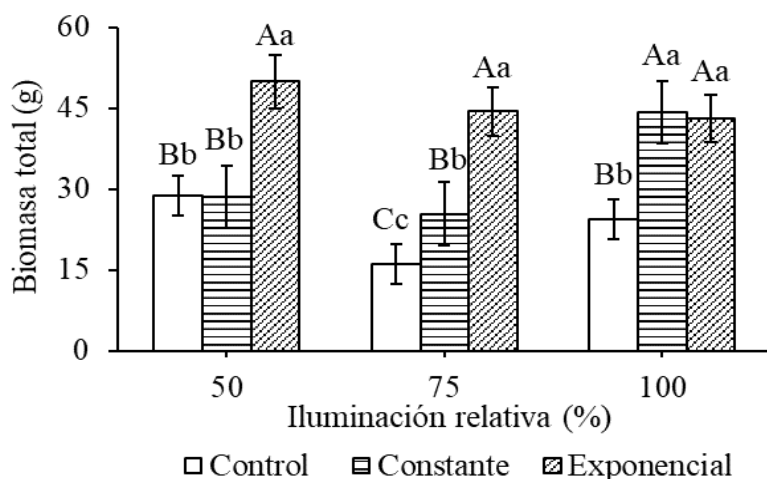 Biomasa total (g)
60
45
30
15
0
Bb
Bb
Aa
Cc
Bb
Aa
Bb
Aa
Aa
50 75 100
Iluminación relativa (%)
Control Constante Exponencial